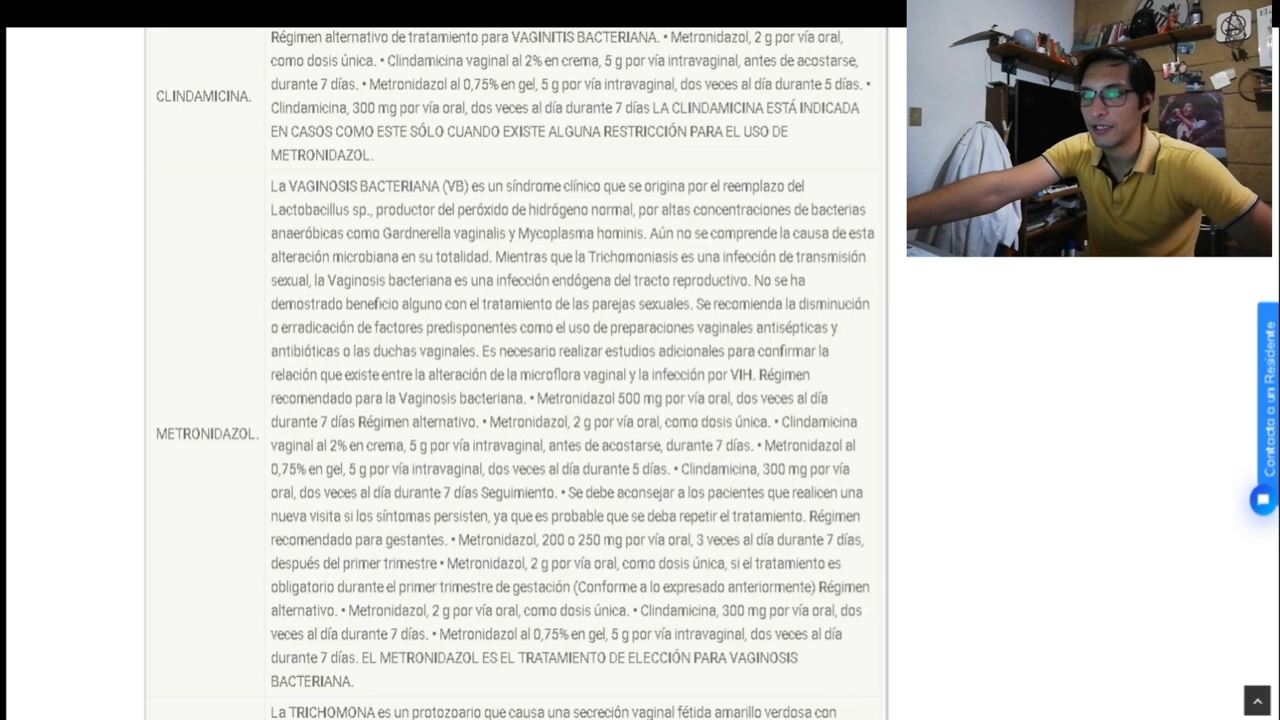 Régimen alternativo de tratamiento para VAGINITIS BACTERIANA. • Metronidazol, 2 g por vía oral,
como dosis única. • Clindamicina vaginal al 2% en crema, 5 g por vía intravaginal, antes de acostarse,
durante 7 días. • Metronidazol al 0,75% en gel, 5 g por vía intravaginal, dos veces al día durante 5 días. •
CLINDAMICINA.
Clindamicina, 300 mg por vía oral, dos veces al día durante 7 días LA CLINDAMICINA ESTÁ INDICADA
EN CASOS COMO ESTE SÓLO CUANDO EXISTE ALGUNA RESTRICCIÓN PARA EL USO DE
METRONIDAZOL.
La VAGINOSIS BACTERIANA (VB) es un síndrome clínico que se origina por el reemplazo del
Lactobacillus sp., productor del peróxido de hidrógeno normal, por altas concentraciones de bacterias
anaeróbicas como Gardnerella vaginalis y Mycoplasma hominis. Aún no se comprende la causa de esta
alteración microbiana en su totalidad. Mientras que la Trichomoniasis es una infección de transmisión
sexual, la Vaginosis bacteriana es una infección endógena del tracto reproductivo. No se ha
demostrado beneficio alguno con el tratamiento de las parejas sexuales. Se recomienda la disminución
o erradicación de factores predisponentes como el uso de preparaciones vaginales antisépticas y
antibióticas o las duchas vaginales. Es necesario realizar estudios adicionales para confirmar la
relación que existe entre la alteración de la microflora vaginal y la infección por VIH. Régimen
recomendado para la Vaginosis bacteriana. • Metronidazol 500 mg por vía oral, dos veces al día
durante 7 días Régimen alternativo. • Metronidazol, 2 g por vía oral, como dosis única. • Clindamicina
METRONIDAZOL.
vaginal al 2% en crema, 5 g por vía intravaginal, antes de acostarse, durante 7 días. • Metronidazol al
0,75% en gel, 5 g por vía intravaginal, dos veces al día durante 5 días. • Clindamicina, 300 mg por vía
oral, dos veces al día durante 7 días Seguimiento. • Se debe aconsejar a los pacientes que realicen una
nueva visita si los síntomas persisten, ya que es probable que se deba repetir el tratamiento. Régimen
recomendado para gestantes. • Metronidazol, 200 o 250 mg por vía oral, 3 veces al día durante 7 días,
después del primer trimestre • Metronidazol, 2 g por vía oral, como dosis única, si el tratamiento es
obligatorio durante el primer trimestre de gestación (Conforme a lo expresado anteriormente) Régimen
alternativo. • Metronidazol, 2 g por vía oral, como dosis única. • Clindamicina, 300 mg por vía oral, dos
veces al día durante 7 días. • Metronidazol al 0,75% en gel, 5 g por vía intravaginal, dos veces al día
durante 7 días. EL METRONIDAZOL ES EL TRATAMIENTO DE ELECCIÓN PARA VAGINOSIS
BACTERIANA.
La TRICHOMONA es un protozoario que causa una secreción vaginal fétida amarillo verdosa con
Contacta a un Residente